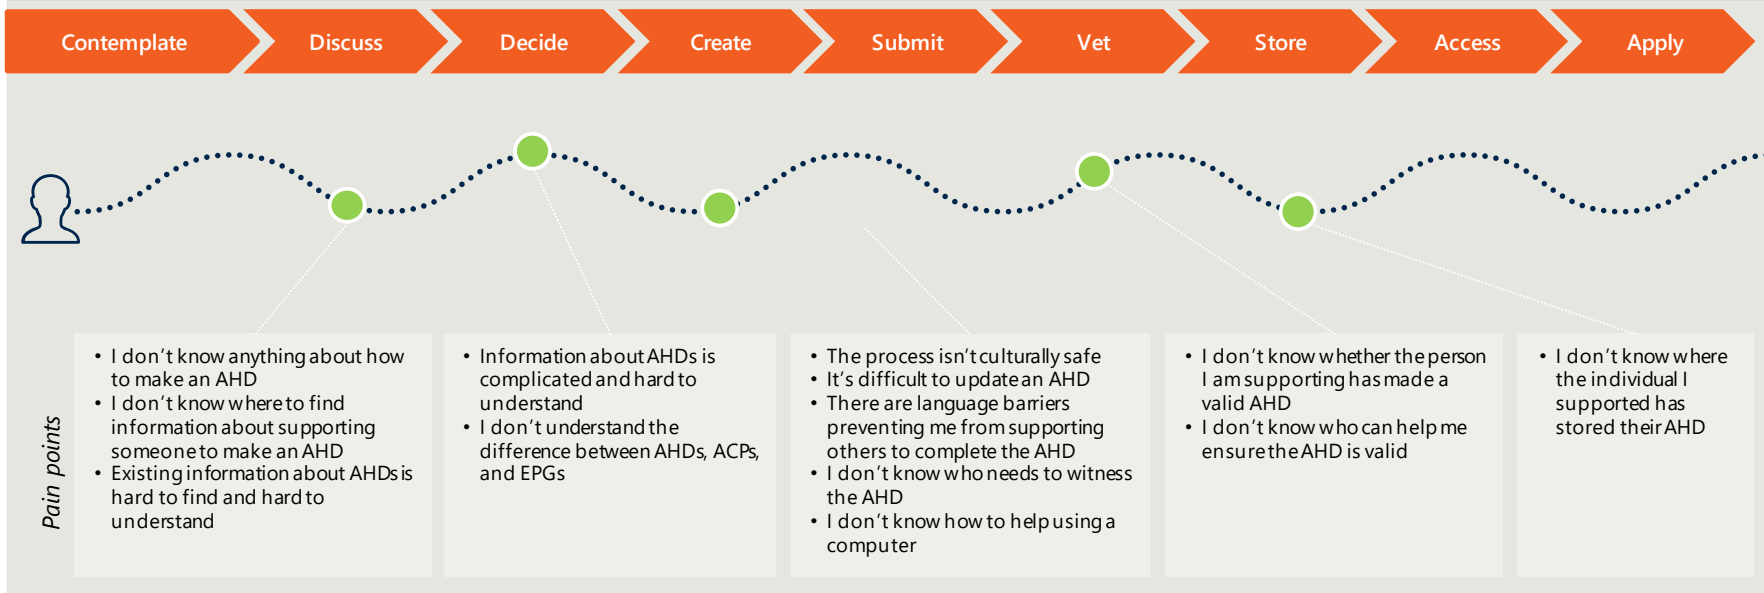 Contemplate
Discuss
Decide
Create
Submit
Vet
Store
Access
Apply
Pain points
• I don't know anything about how
to make an AHD
• I don't know where to find
information about supporting
someone to make an AHD
• Existing information about AHDs is
hard to find and hard to
understand
• Information about AHDs is
complicated and hard to
understand
• I don't understand the
difference between AHDs, ACPs,
and EPGs
• The process isn't culturally safe
• It's difficult to update an AHD
• There are language barriers
preventing me from supporting
others to complete the AHD
• I don't know who needs to witness
the AHD
• I don't know how to help using a
computer
• I don't know whether the person
I am supporting has made a
valid AHD
• I don't know who can help me
ensure the AHD is valid
• I don't know where
the individual I
supported has
stored their AHD